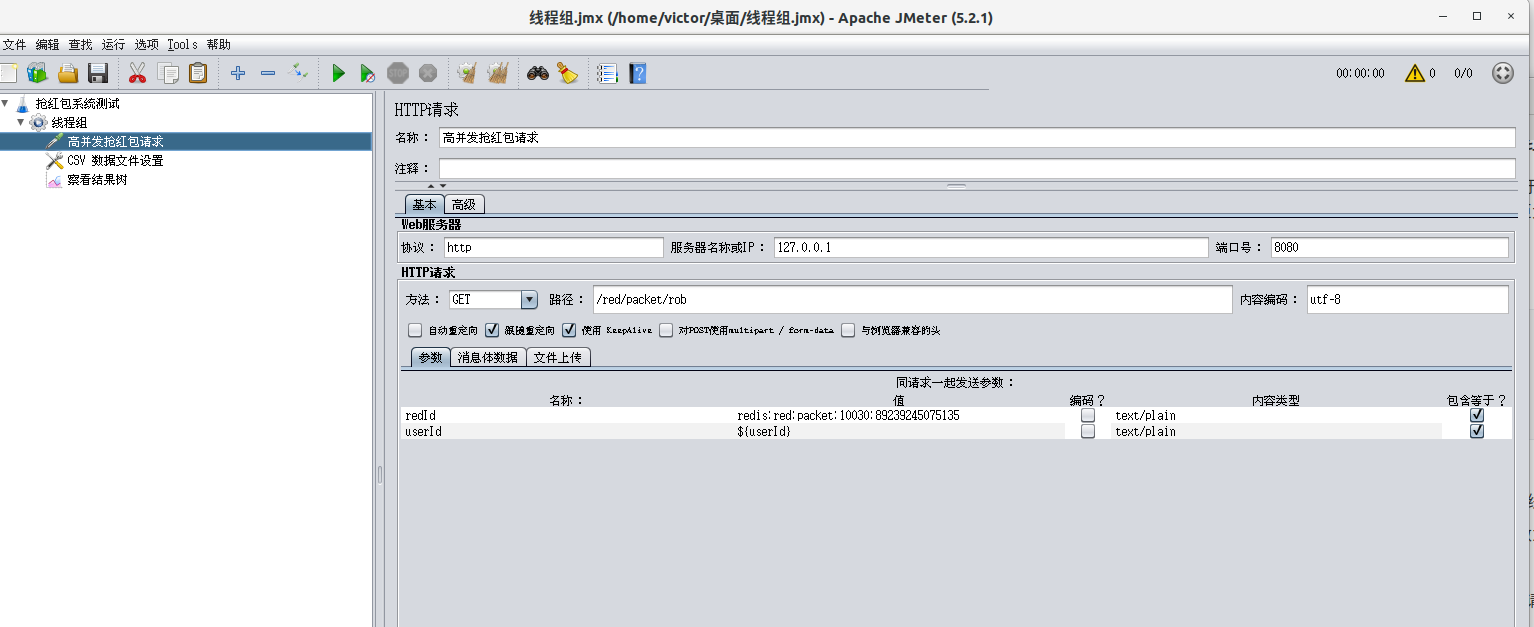 线程组.jmx (/home/victor/桌面/线程组.jmx) - Apache JMeter (5.2.1)
文件 编辑 查找 运行 选项 Tools 帮助
STOP 00:00:00 0 0/0
抢红包系统测试
线程组
高并发抢红包请求
CSV 数据文件设置
察看结果树
HTTP请求
名称： 高并发抢红包请求
注释：
基本 高级
Web服务器
协议： http 服务器名称或IP： 127.0.0.1 端口号： 8080
HTTP请求
方法： GET 路径： /red/packet/rob 内容编码： utf-8
自动重定向 跟随重定向 使用 KeepAlive 对POST使用multipart / form-data 与浏览器兼容的头
参数 消息体数据 文件上传
同请求一起发送参数：
名称： 值 编码？ 内容类型 包含等于？
redId redis:red:packet:10030:89239245075135 text/plain
userId ${userId} text/plain